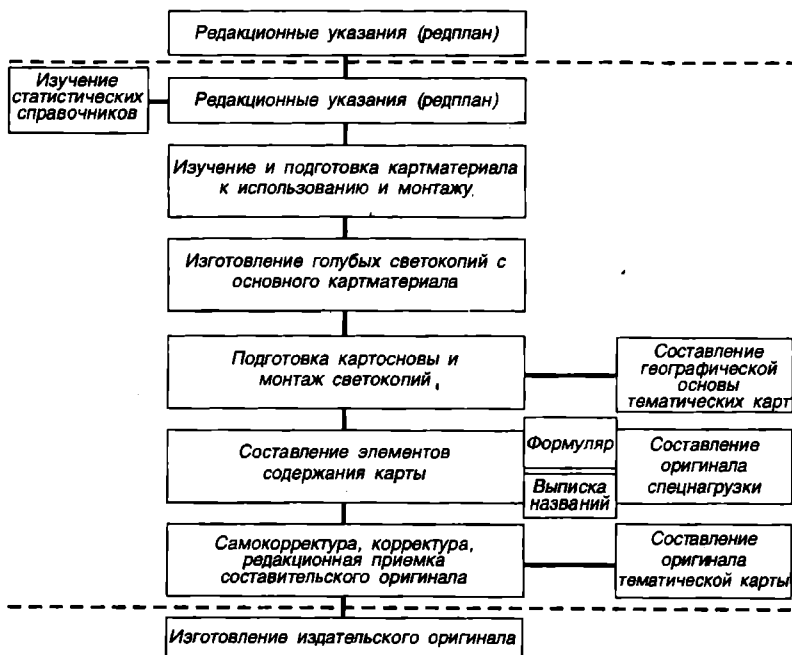 Редакционные указания (редплан)
Изучение
статистических
справочников
Редакционные указания (редплан)
Изучение и подготовка картматериала
к использованию и монтажу
Изготовление голубых светокопий с
основного картматериала
Подготовка картосновы и
монтаж светокопий
Составление
географической
основы
тематических карт
Составление элементов
содержания карты
Формуляр
Выписка
названий
Составление
оригинала
спецнагрузки
Самокорректура, корректура,
редакционная приемка
составительского оригинала
Составление
оригинала
тематической карты
Изготовление издательского оригинала